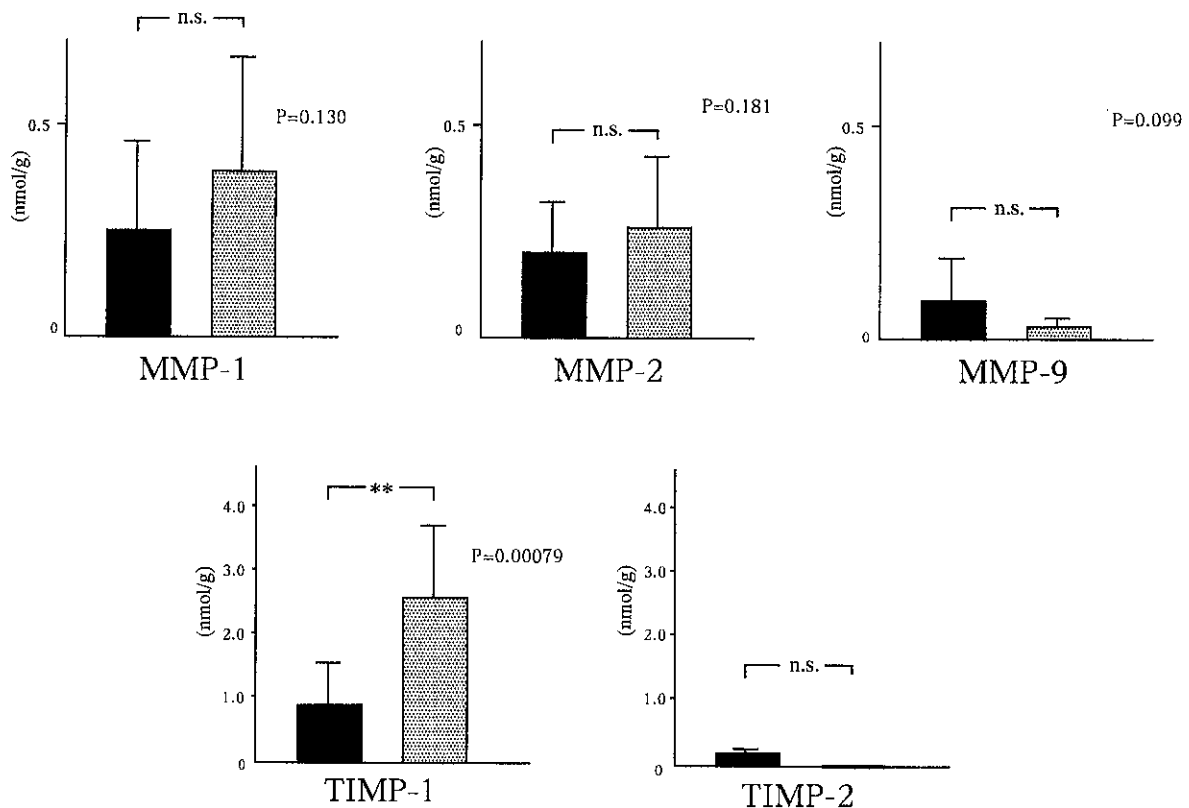 n.s.
0.5
P=0.130
(nmol/g)
0
MMP-1
0.5
P=0.181
n.s.
(nmol/g)
0
MMP-2
0.5
P=0.099
n.s.
(nmol/g)
0
MMP-9
4.0
**
3.0
P=0.00079
(nmol/g)
2.0
1.0
0
TIMP-1
4.0
3.0
(nmol/g)
2.0
n.s.
1.0
0
TIMP-2